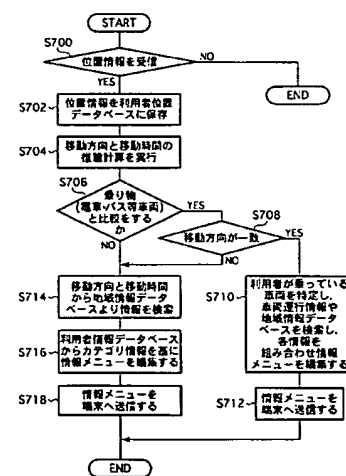 START
S700
位置情報を受信
NO
YES
END
S702
位置情報を利用者位置
データベースに保存
S704
移動方向と移動時間の
推論計算を実行
S706
乗り物
(電車・バス等車両)
と比較をする
か
YES
S708
NO
移動方向が一致
YES
NO
S714
移動方向と移動時間
から地域情報データ
ベースより情報を検索
S710
利用者が乗っている
車両を特定し、
車両運行情報や
地域情報データ
ベースを検索し、
各情報を
組み合わせ情報
メニューを編集する
S716
利用者情報データベース
からカテゴリ情報を基に
情報メニューを編集する
S718
情報メニューを
端末へ送信する
S712
情報メニューを
端末へ送信する
END